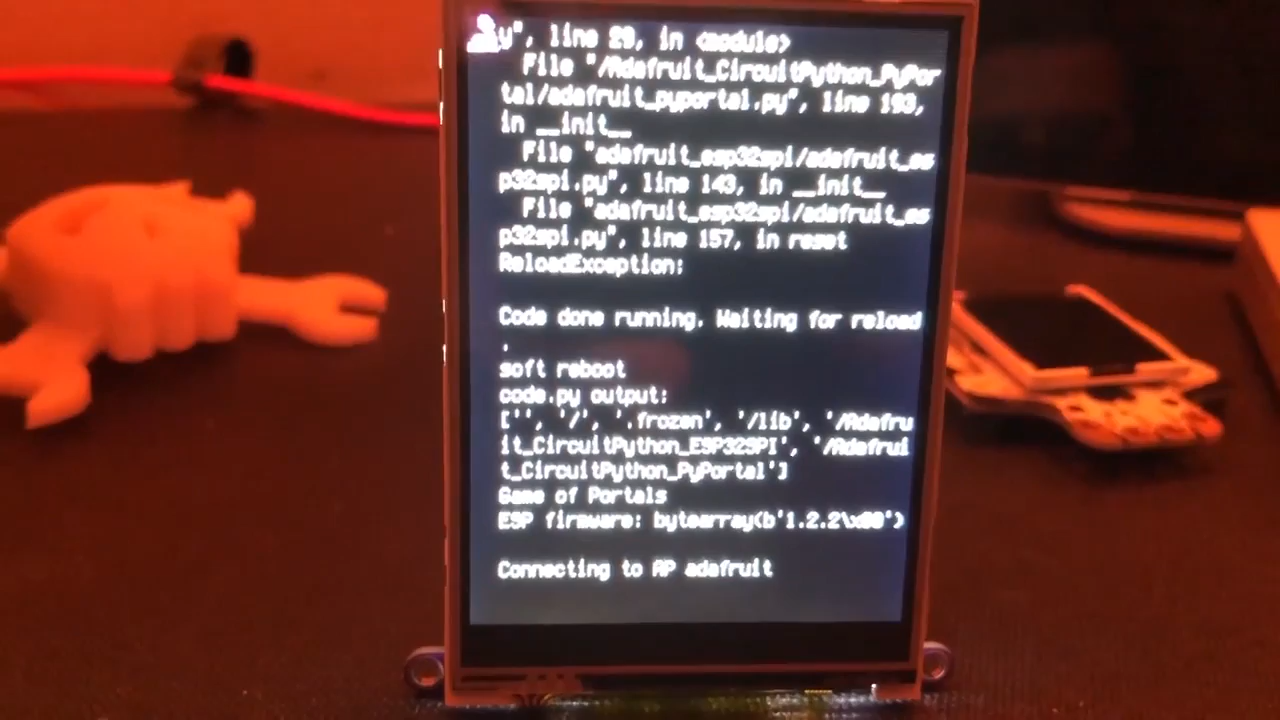 y", line 29, in <module>
File "/Adafruit_CircuitPython_PyPor
tal/adafruit_pyportal.py", line 193,
in __init__
File "adafruit_esp32spi/adafruit_es
p32spi.py", line 143, in __init__
File "adafruit_esp32spi/adafruit_es
p32spi.py", line 157, in reset
ReloadException:
Code done running. Waiting for reload
.
soft reboot
code.py output:
['', '/', '.frozen', '/lib', '/Adafru
it_CircuitPython_ESP32SPI', '/Adafrui
t_CircuitPython_PyPortal']
Game of Portals
ESP firmware: bytearray(b'1.2.2\x00')
Connecting to AP adafruit